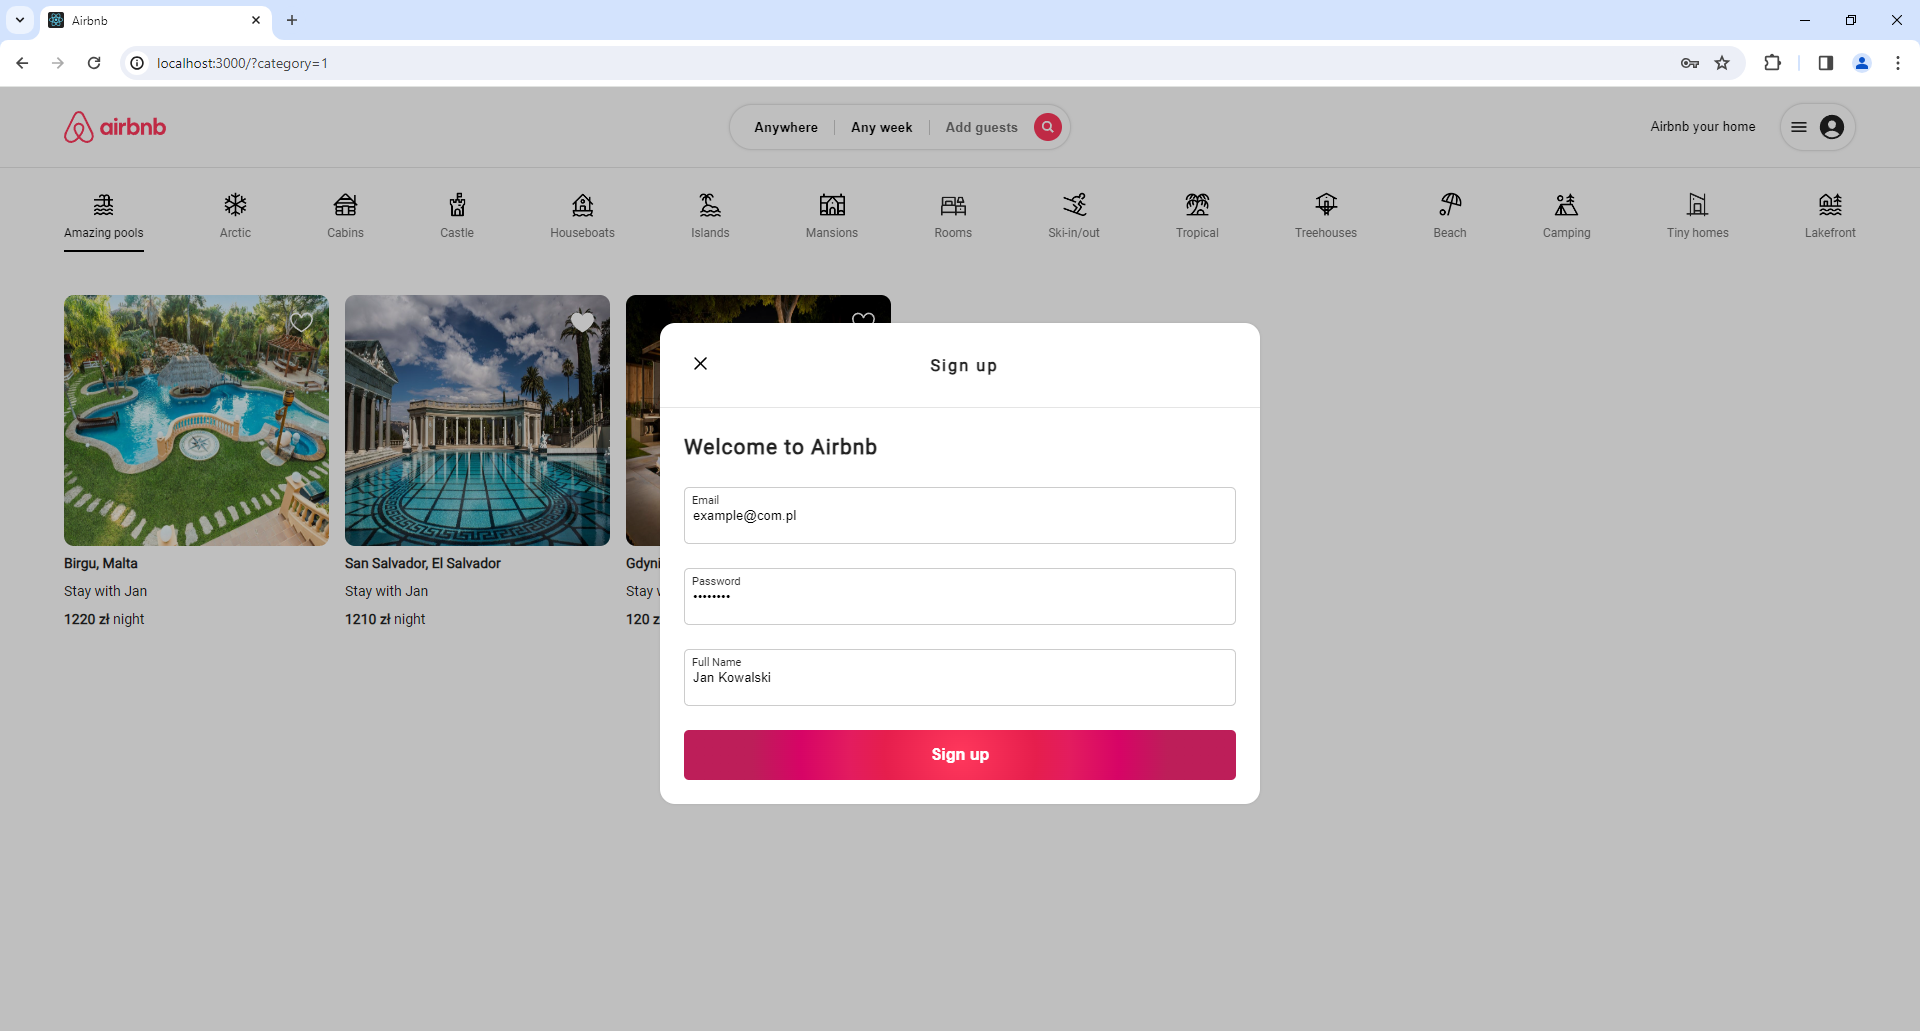 Airbnb
localhost:3000/?category=1
airbnb
Anywhere
Any week
Add guests
Airbnb your home
Amazing pools
Arctic
Cabins
Castle
Houseboats
Islands
Mansions
Rooms
Ski-in/out
Tropical
Treehouses
Beach
Camping
Tiny homes
Lakefront
Birgu, Malta
Stay with Jan
1220 zł night
San Salvador, El Salvador
Stay with Jan
1210 zł night
Gdyni
Stay
120 z
Sign up
Welcome to Airbnb
Email
example@com.pl
Password
••••••••
Full Name
Jan Kowalski
Sign up